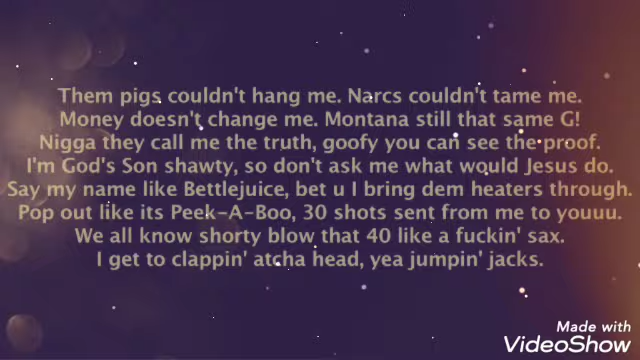 Them pigs couldn't hang me. Narcs couldn't tame me.
Money doesn't change me. Montana still that same G!
Nigga they call me the truth, goofy you can see the proof.
I'm God's Son shawty, so don't ask me what would Jesus do.
Say my name like Bettlejuice, bet u I bring dem heaters through.
Pop out like its Peek-A-Boo, 30 shots sent from me to youuu.
We all know shorty blow that 40 like a fuckin' sax.
I get to clappin' atcha head, yea jumpin' jacks.
Made with
VideoShow